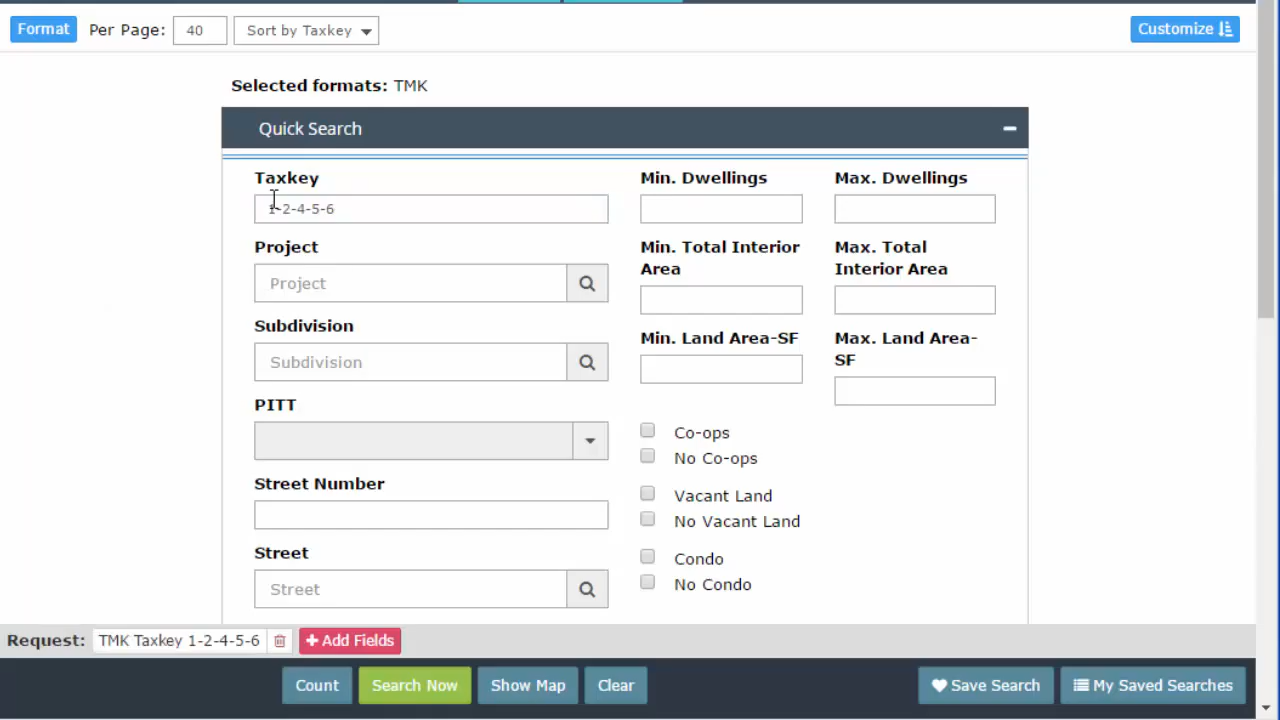 Format Per Page: 40 Sort by Taxkey Customize
Selected formats: TMK
Quick Search
Taxkey Min. Dwellings Max. Dwellings
1-2-4-5-6
Project Min. Total Interior Area Max. Total Interior Area
Project
Subdivision Min. Land Area-SF Max. Land Area-SF
Subdivision
PITT
Co-ops
No Co-ops
Street Number
Vacant Land
No Vacant Land
Street
Condo
Street No Condo
Request: TMK Taxkey 1-2-4-5-6 + Add Fields
Count Search Now Show Map Clear Save Search My Saved Searches